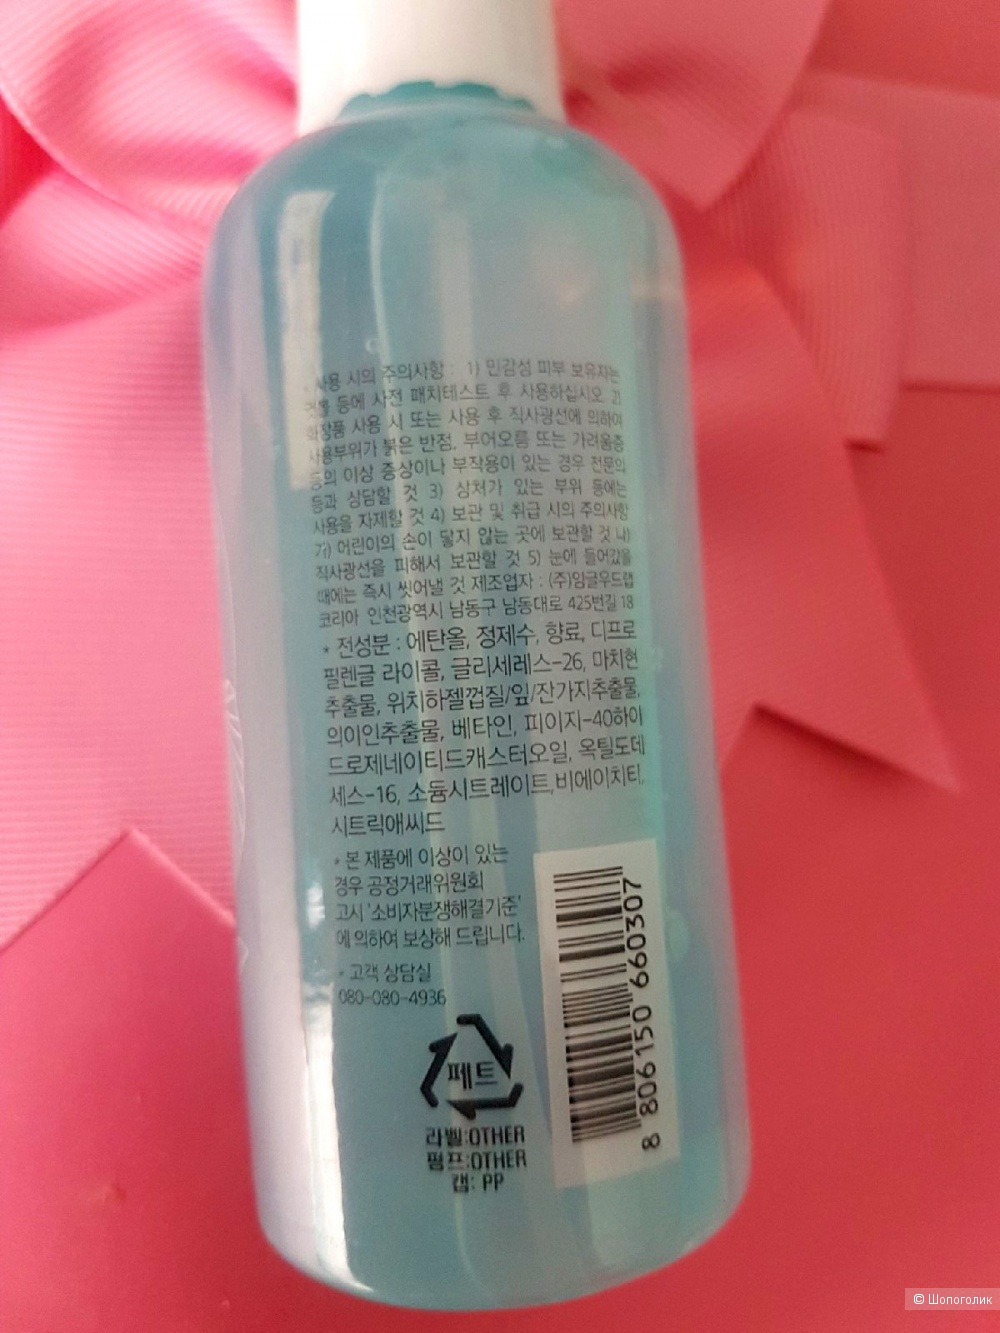 사용 시의 주의사항 : 1) 민감성 피부 보유자는
등에 사전 패치테스트 후 사용하십시오. 2)
화장품 사용 시 또는 사용 후 직사광선에 의하여
사용부위가 붉은 반점, 부어오름 또는 가려움증
등의 이상 증상이나 부작용이 있는 경우 전문의
등과 상담할 것 3) 상처가 있는 부위 등에는
사용을 자제할 것 4) 보관 및 취급 시의 주의사항
가) 어린이의 손이 닿지 않는 곳에 보관할 것 나)
직사광선을 피해서 보관할 것 5) 눈에 들어갔을
때에는 즉시 씻어낼 것 제조업자 : (주)잉글우드랩
코리아 인천광역시 남동구 남동대로 425번길 18
* 전성분 : 에탄올, 정제수, 향료, 디프로
필렌글 라이콜, 글리세레스-26, 마치현
추출물, 위치하젤껍질/잎/잔가지추출물,
의이인추출물, 베타인, 피이지-40하이
드로제네이티드캐스터오일, 옥틸도데
세스-16, 소듐시트레이트,비에이치티,
시트릭애씨드
* 본 제품에 이상이 있는
경우 공정거래위원회
고시 '소비자분쟁해결기준'
에 의하여 보상해 드립니다.
* 고객 상담실
080-080-4936
페트
라벨:OTHER
펌프:OTHER
캡: PP
8 806150 660307
© Шопоголик